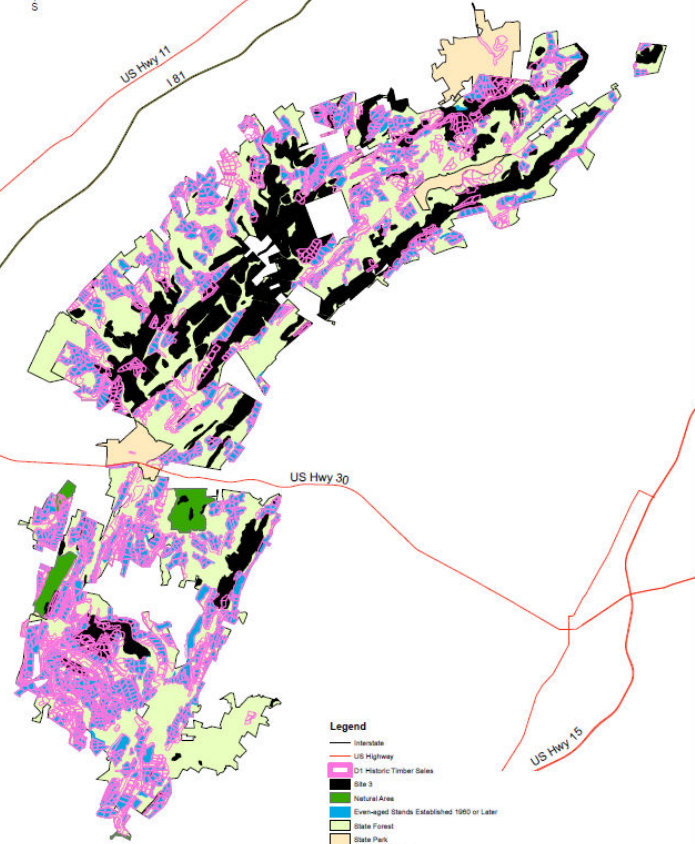 S
US Hwy 11
I 81
US Hwy 30
US Hwy 15
Legend
Interstate
US Highway
D1 Historic Timber Sales
Site 3
Natural Area
Even-aged Stands Established 1960 or Later
State Forest
State Park